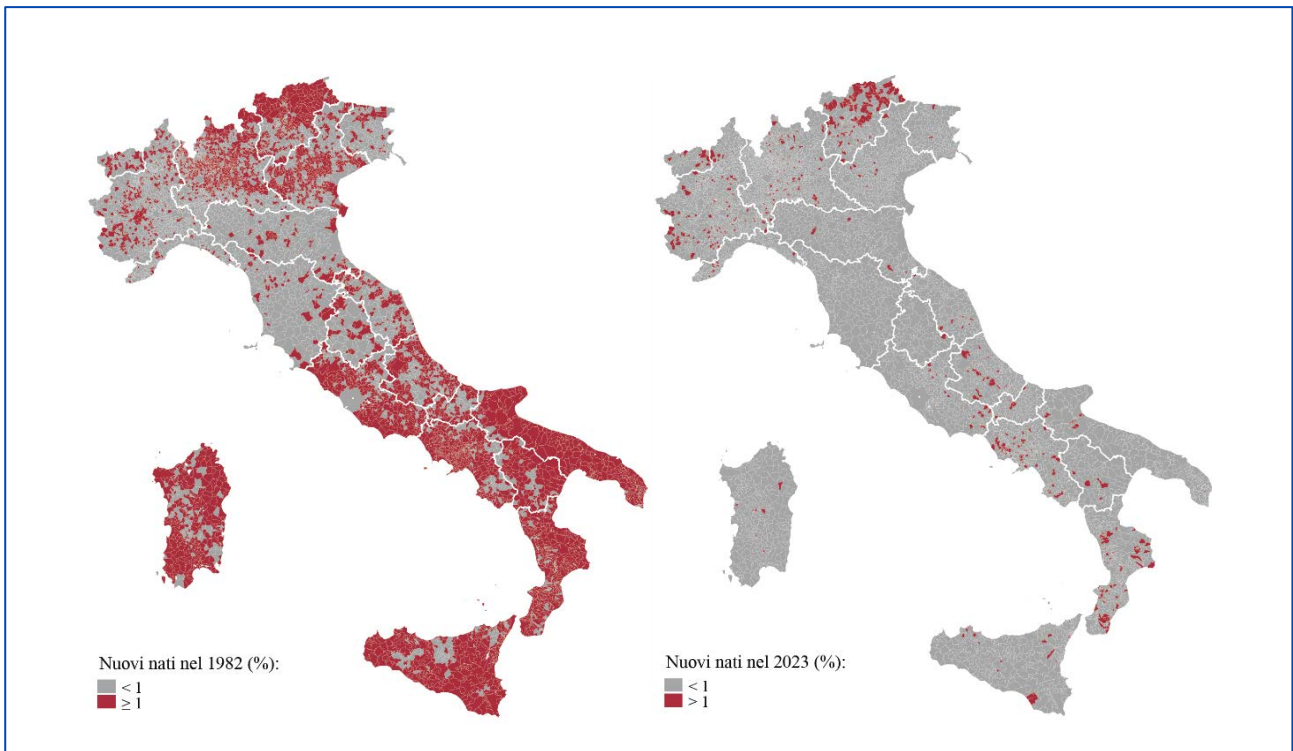 Nuovi nati nel 1982 (%):
< 1
≥ 1
Nuovi nati nel 2023 (%):
< 1
> 1